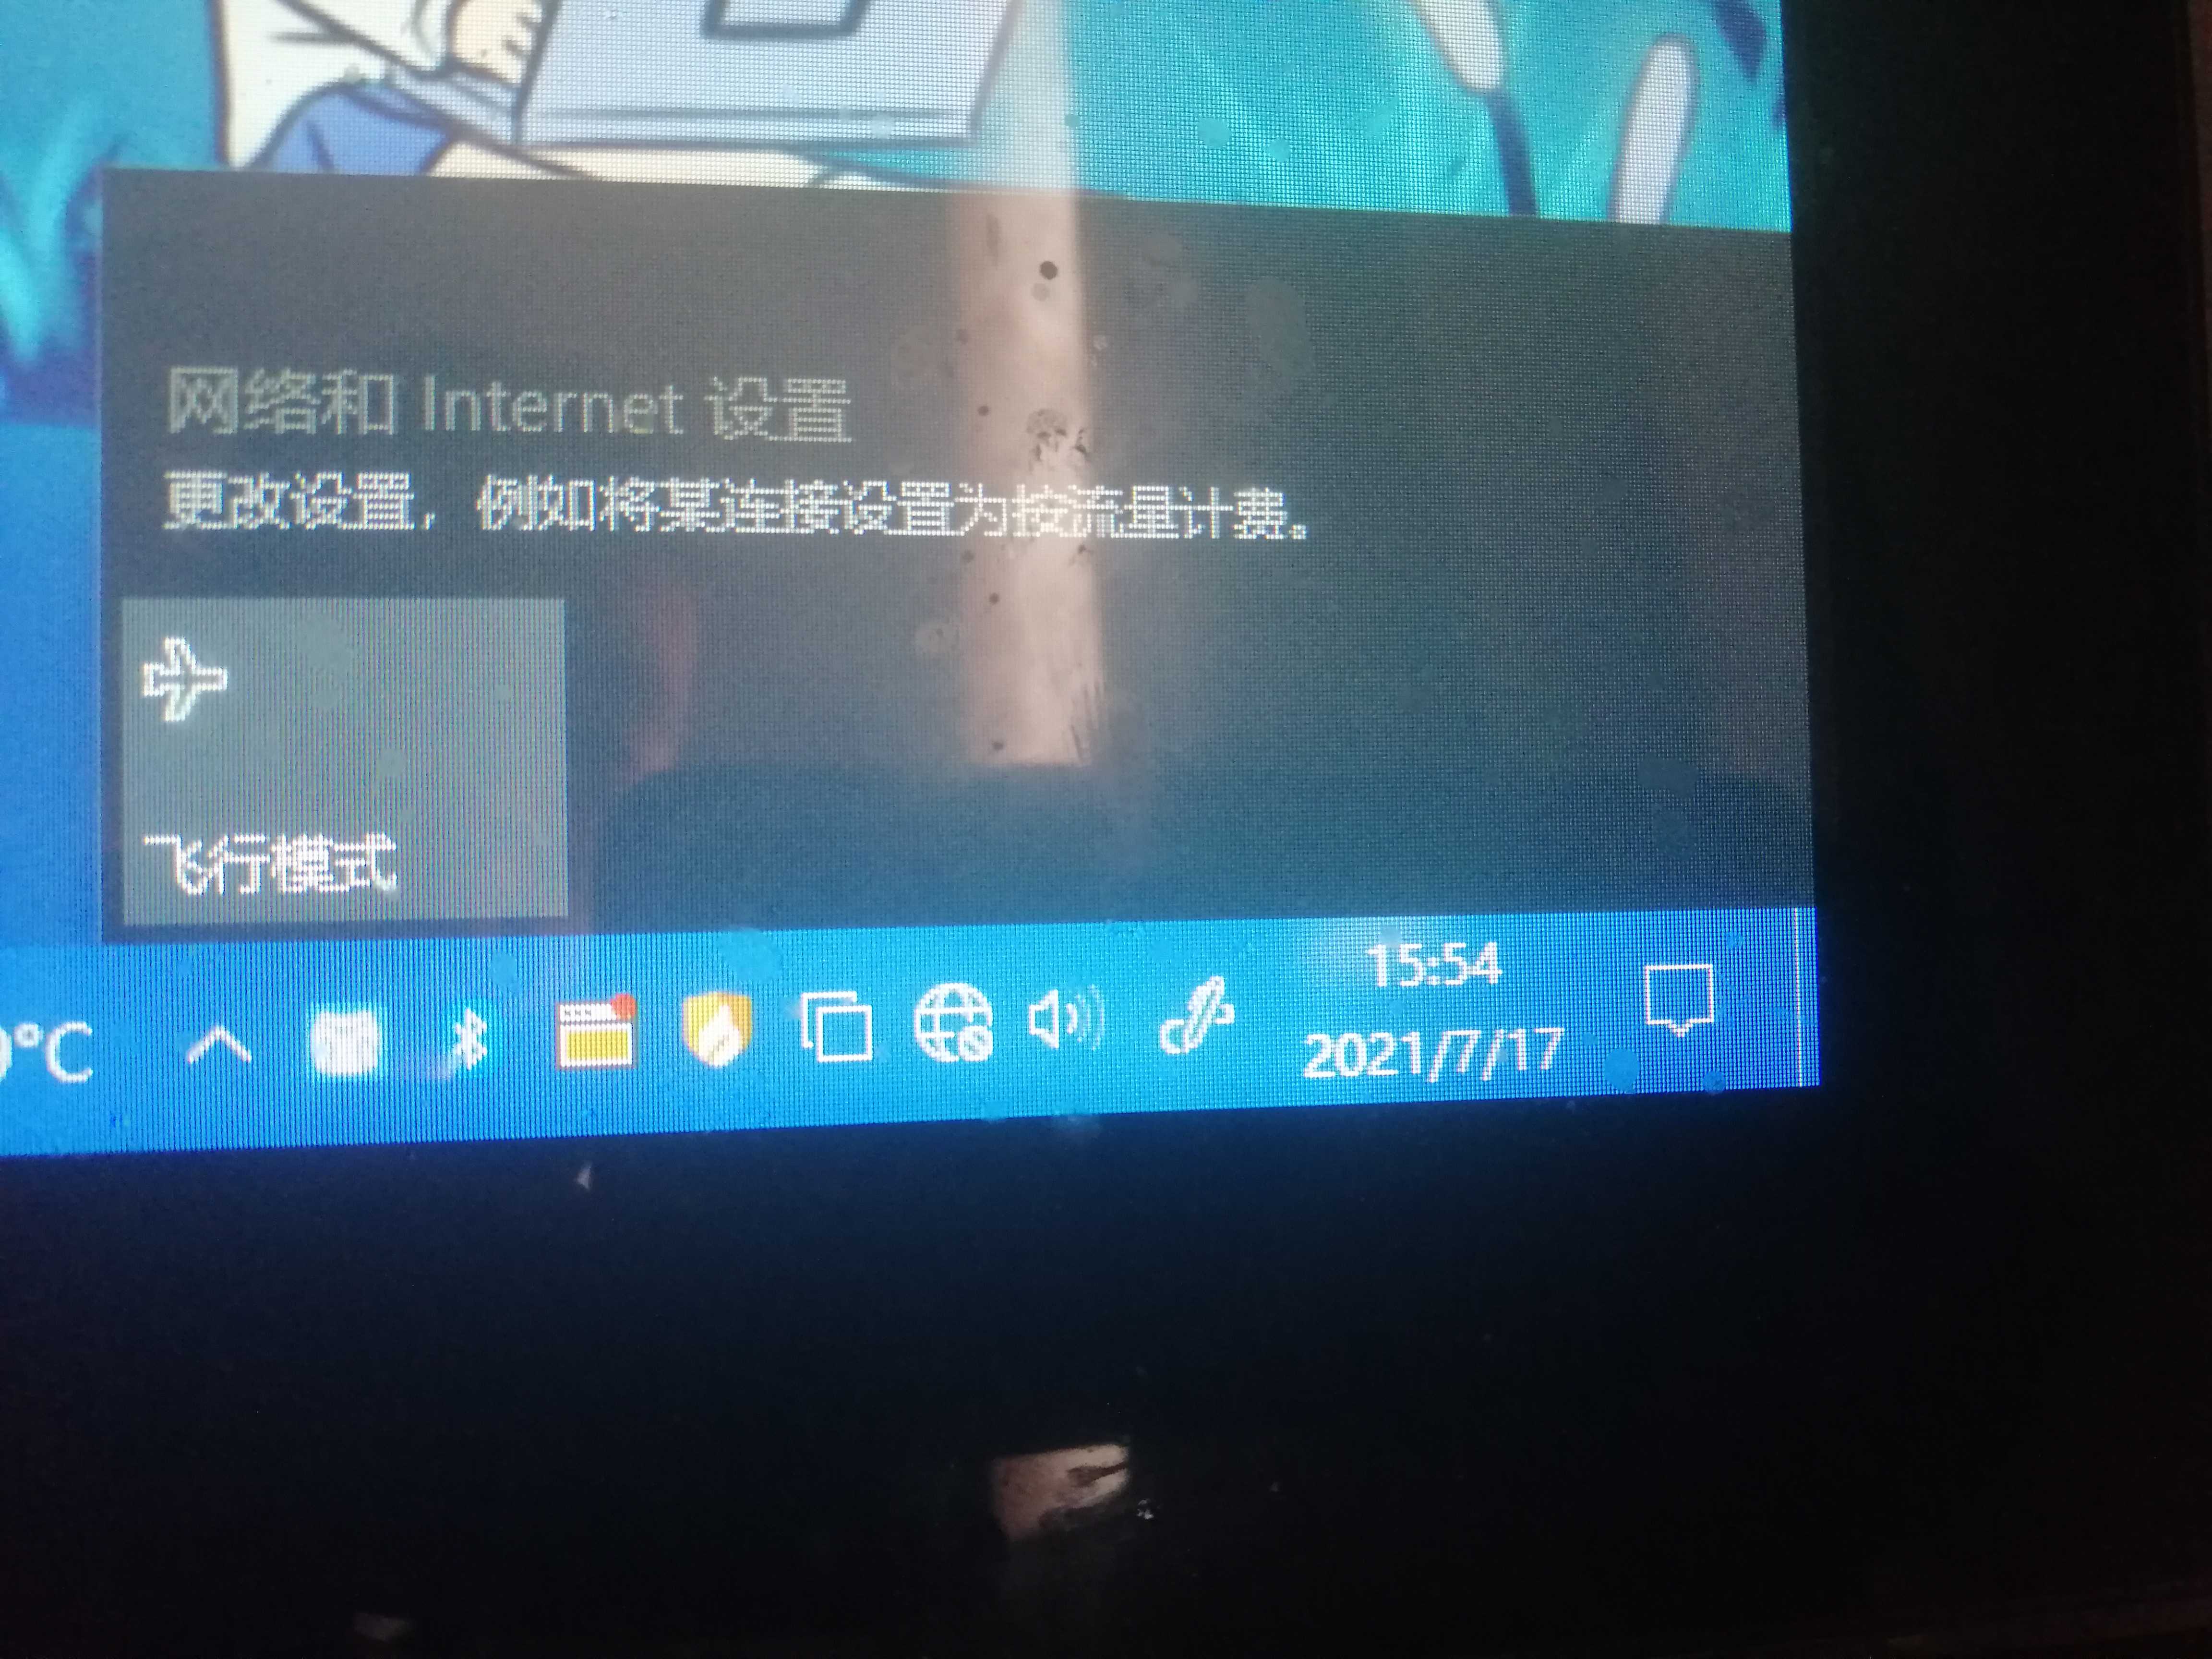 网络和 Internet 设置
更改设置，例如将某连接设置为按流量计费。
飞行模式
°C
15:54
2021/7/17